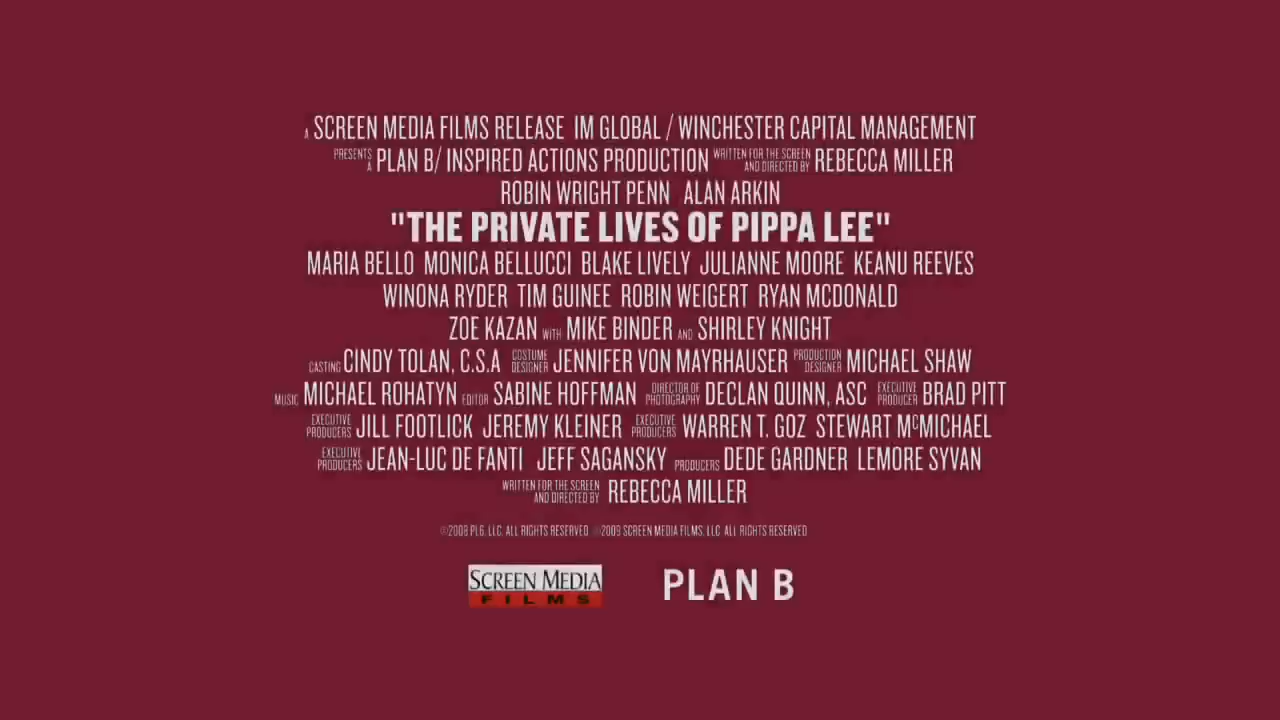 A SCREEN MEDIA FILMS RELEASE IM GLOBAL / WINCHESTER CAPITAL MANAGEMENT
PRESENTS A PLAN B/ INSPIRED ACTIONS PRODUCTION WRITTEN FOR THE SCREEN AND DIRECTED BY REBECCA MILLER
ROBIN WRIGHT PENN ALAN ARKIN
"THE PRIVATE LIVES OF PIPPA LEE"
MARIA BELLO MONICA BELLUCCI BLAKE LIVELY JULIANNE MOORE KEANU REEVES
WINONA RYDER TIM GUINEE ROBIN WEIGERT RYAN MCDONALD
ZOE KAZAN WITH MIKE BINDER AND SHIRLEY KNIGHT
CASTING CINDY TOLAN, C.S.A COSTUME DESIGNER JENNIFER VON MAYRHAUSER PRODUCTION DESIGNER MICHAEL SHAW
MUSIC MICHAEL ROHATYN EDITOR SABINE HOFFMAN DIRECTOR OF PHOTOGRAPHY DECLAN QUINN, ASC EXECUTIVE PRODUCER BRAD PITT
EXECUTIVE PRODUCERS JILL FOOTLICK JEREMY KLEINER EXECUTIVE PRODUCERS WARREN T. GOZ STEWART McMICHAEL
EXECUTIVE PRODUCERS JEAN-LUC DE FANTI JEFF SAGANSKY PRODUCERS DEDE GARDNER LEMORE SYVAN
WRITTEN FOR THE SCREEN AND DIRECTED BY REBECCA MILLER
©2008 PLG, LLC. ALL RIGHTS RESERVED ©2009 SCREEN MEDIA FILMS, LLC ALL RIGHTS RESERVED
SCREEN MEDIA FILMS
PLAN B